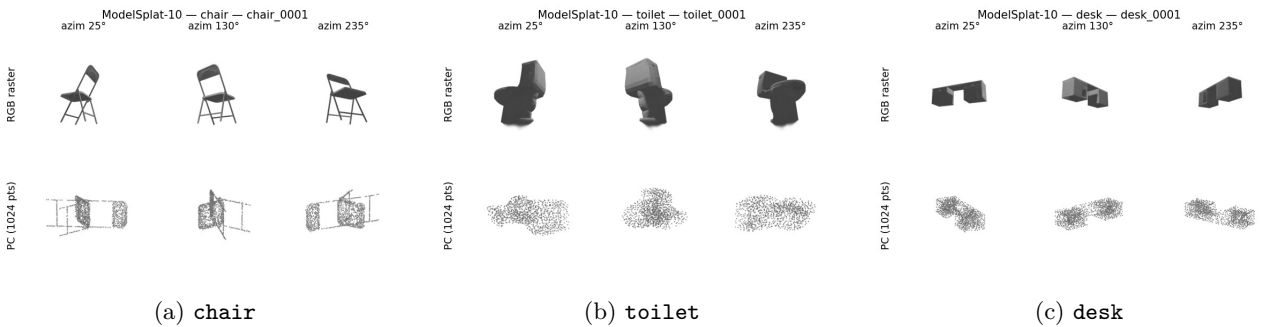 ModelSplat-10 — chair — chair_0001
azim 25° azim 130° azim 235°
RGB raster
PC (1024 pts)
(a) chair
ModelSplat-10 — toilet — toilet_0001
azim 25° azim 130° azim 235°
RGB raster
PC (1024 pts)
(b) toilet
ModelSplat-10 — desk — desk_0001
azim 25° azim 130° azim 235°
RGB raster
PC (1024 pts)
(c) desk